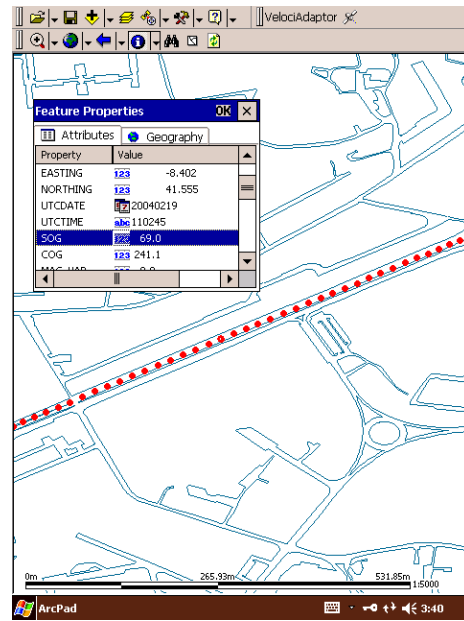 VelociAdaptor
Feature Properties OK ×
Attributes Geography
Property Value
EASTING 123 -8.402
NORTHING 123 41.555
UTCDATE 20040219
UTCTIME abc 110245
SOG 123 69.0
COG 123 241.1
0m 265.93m 531.85m
1:5000
ArcPad 3:40